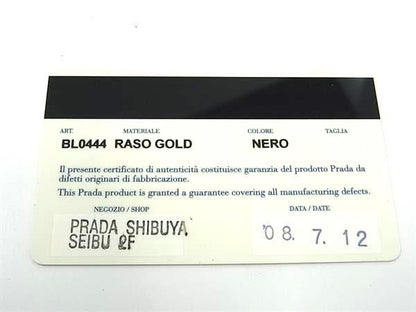 ART. MATERIALE COLORE TAGLIA
BL0444 RASO GOLD NERO
Il presente certificato di autenticità costituisce garanzia del prodotto Prada da
difetti originari di fabbricazione.
This Prada product is granted a guarantee covering all manufacturing defects.
NEGOZIO / SHOP DATA / DATE
PRADA SHIBUYA
SEIBU 2F
'08. 7. 12